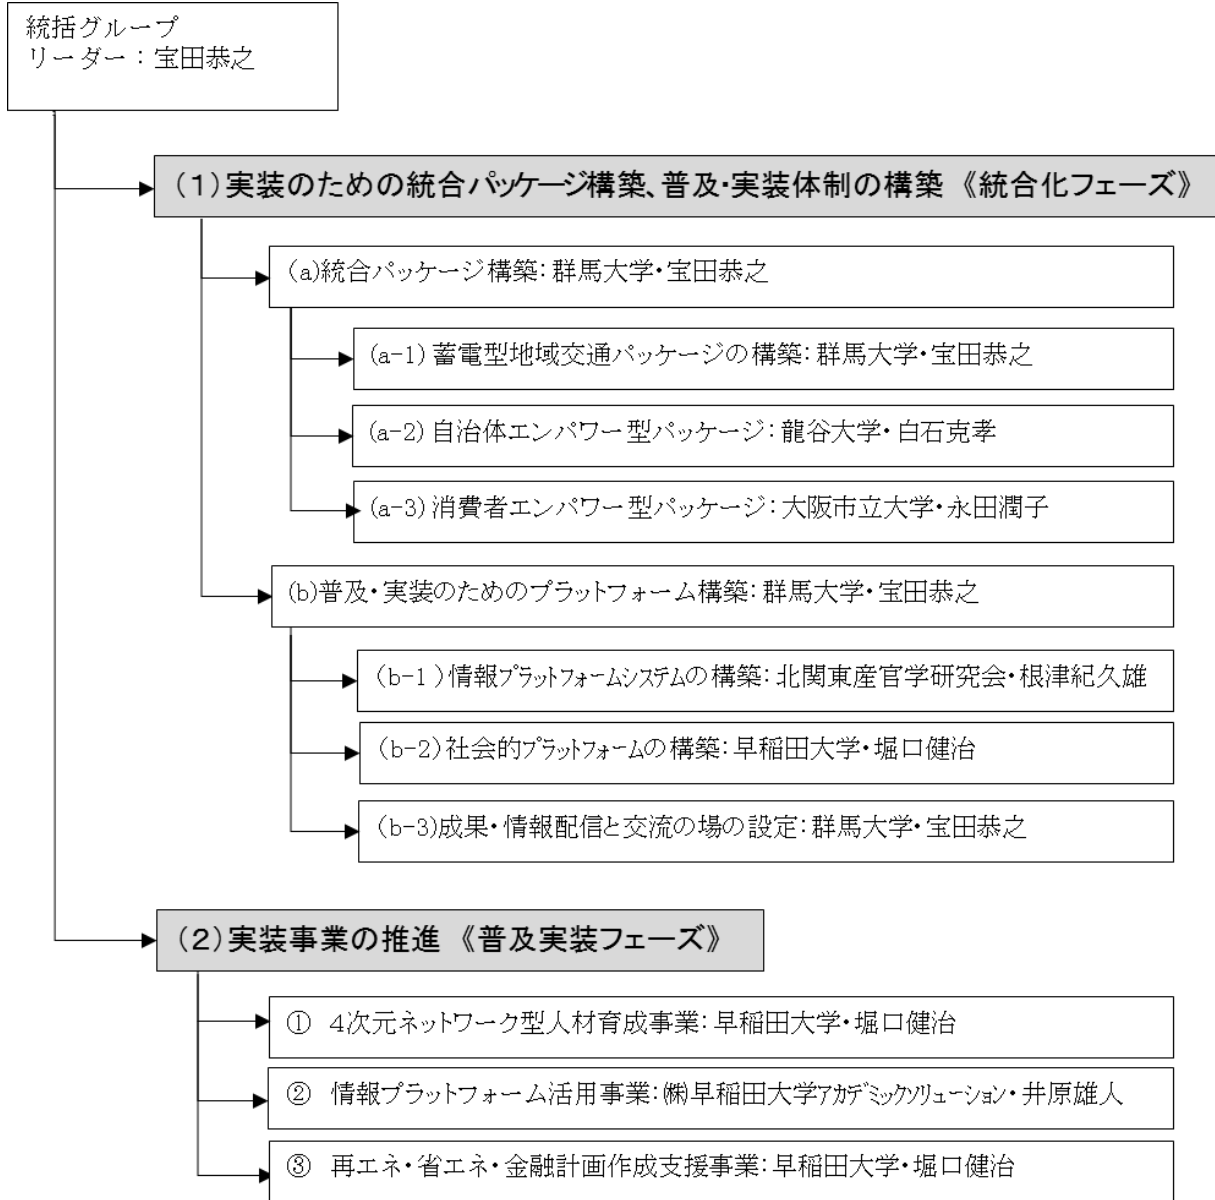 統括グループ
リーダー：宝田恭之
(１)実装のための統合パッケージ構築、普及・実装体制の構築 《統合化フェーズ》
(a)統合パッケージ構築：群馬大学・宝田恭之
(a-1) 蓄電型地域交通パッケージの構築：群馬大学・宝田恭之
(a-2) 自治体エンパワー型パッケージ：龍谷大学・白石克孝
(a-3) 消費者エンパワー型パッケージ：大阪市立大学・永田潤子
(b)普及・実装のためのプラットフォーム構築：群馬大学・宝田恭之
(b-1)情報ﾌﾟﾗｯﾄﾌｫｰﾑｼｽﾃﾑの構築：北関東産官学研究会・根津紀久雄
(b-2)社会的ﾌﾟﾗｯﾄﾌｫｰﾑの構築：早稲田大学・堀口健治
(b-3)成果・情報配信と交流の場の設定：群馬大学・宝田恭之
(２)実装事業の推進 《普及実装フェーズ》
① ４次元ネットワーク型人材育成事業：早稲田大学・堀口健治
② 情報プラットフォーム活用事業：㈱早稲田大学ｱｶﾃﾞﾐｯｸｿﾘｭｰｼｮﾝ・井原雄人
③ 再エネ・省エネ・金融計画作成支援事業：早稲田大学・堀口健治